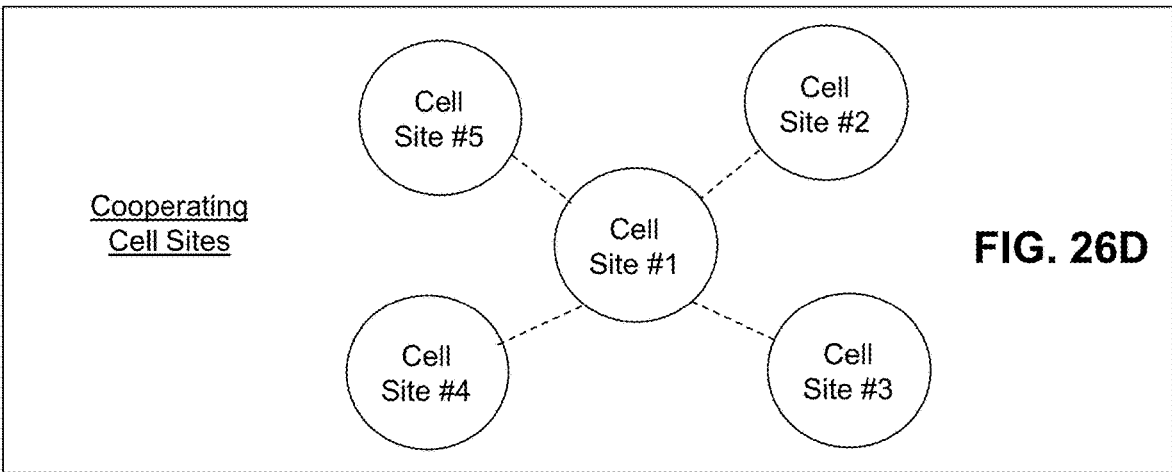 Cell
Site #5
Cell
Site #2
Cooperating
Cell Sites
Cell
Site #1
FIG. 26D
Cell
Site #4
Cell
Site #3